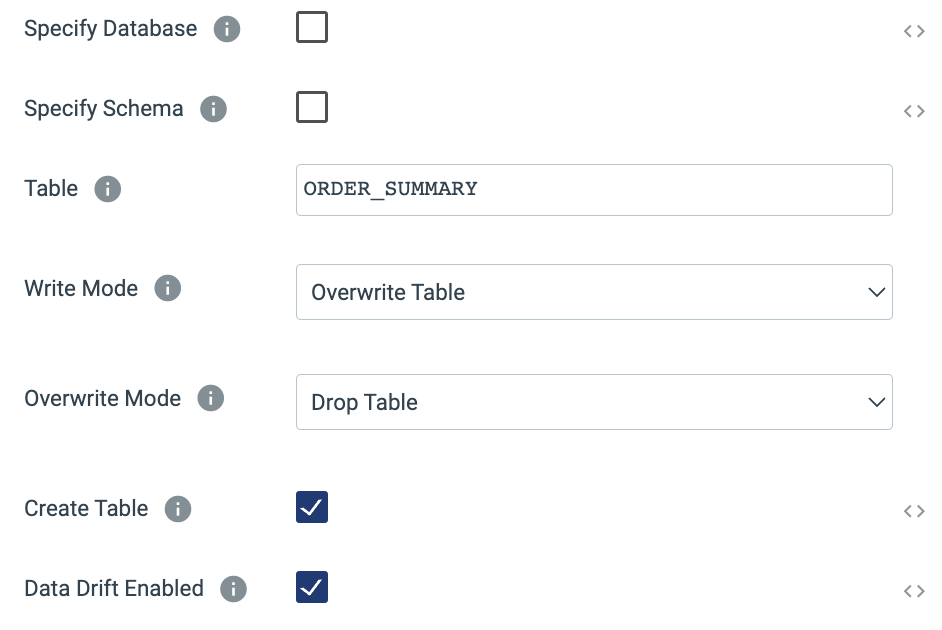 Specify Database
Specify Schema
Table ORDER_SUMMARY
Write Mode Overwrite Table
Overwrite Mode Drop Table
Create Table
Data Drift Enabled